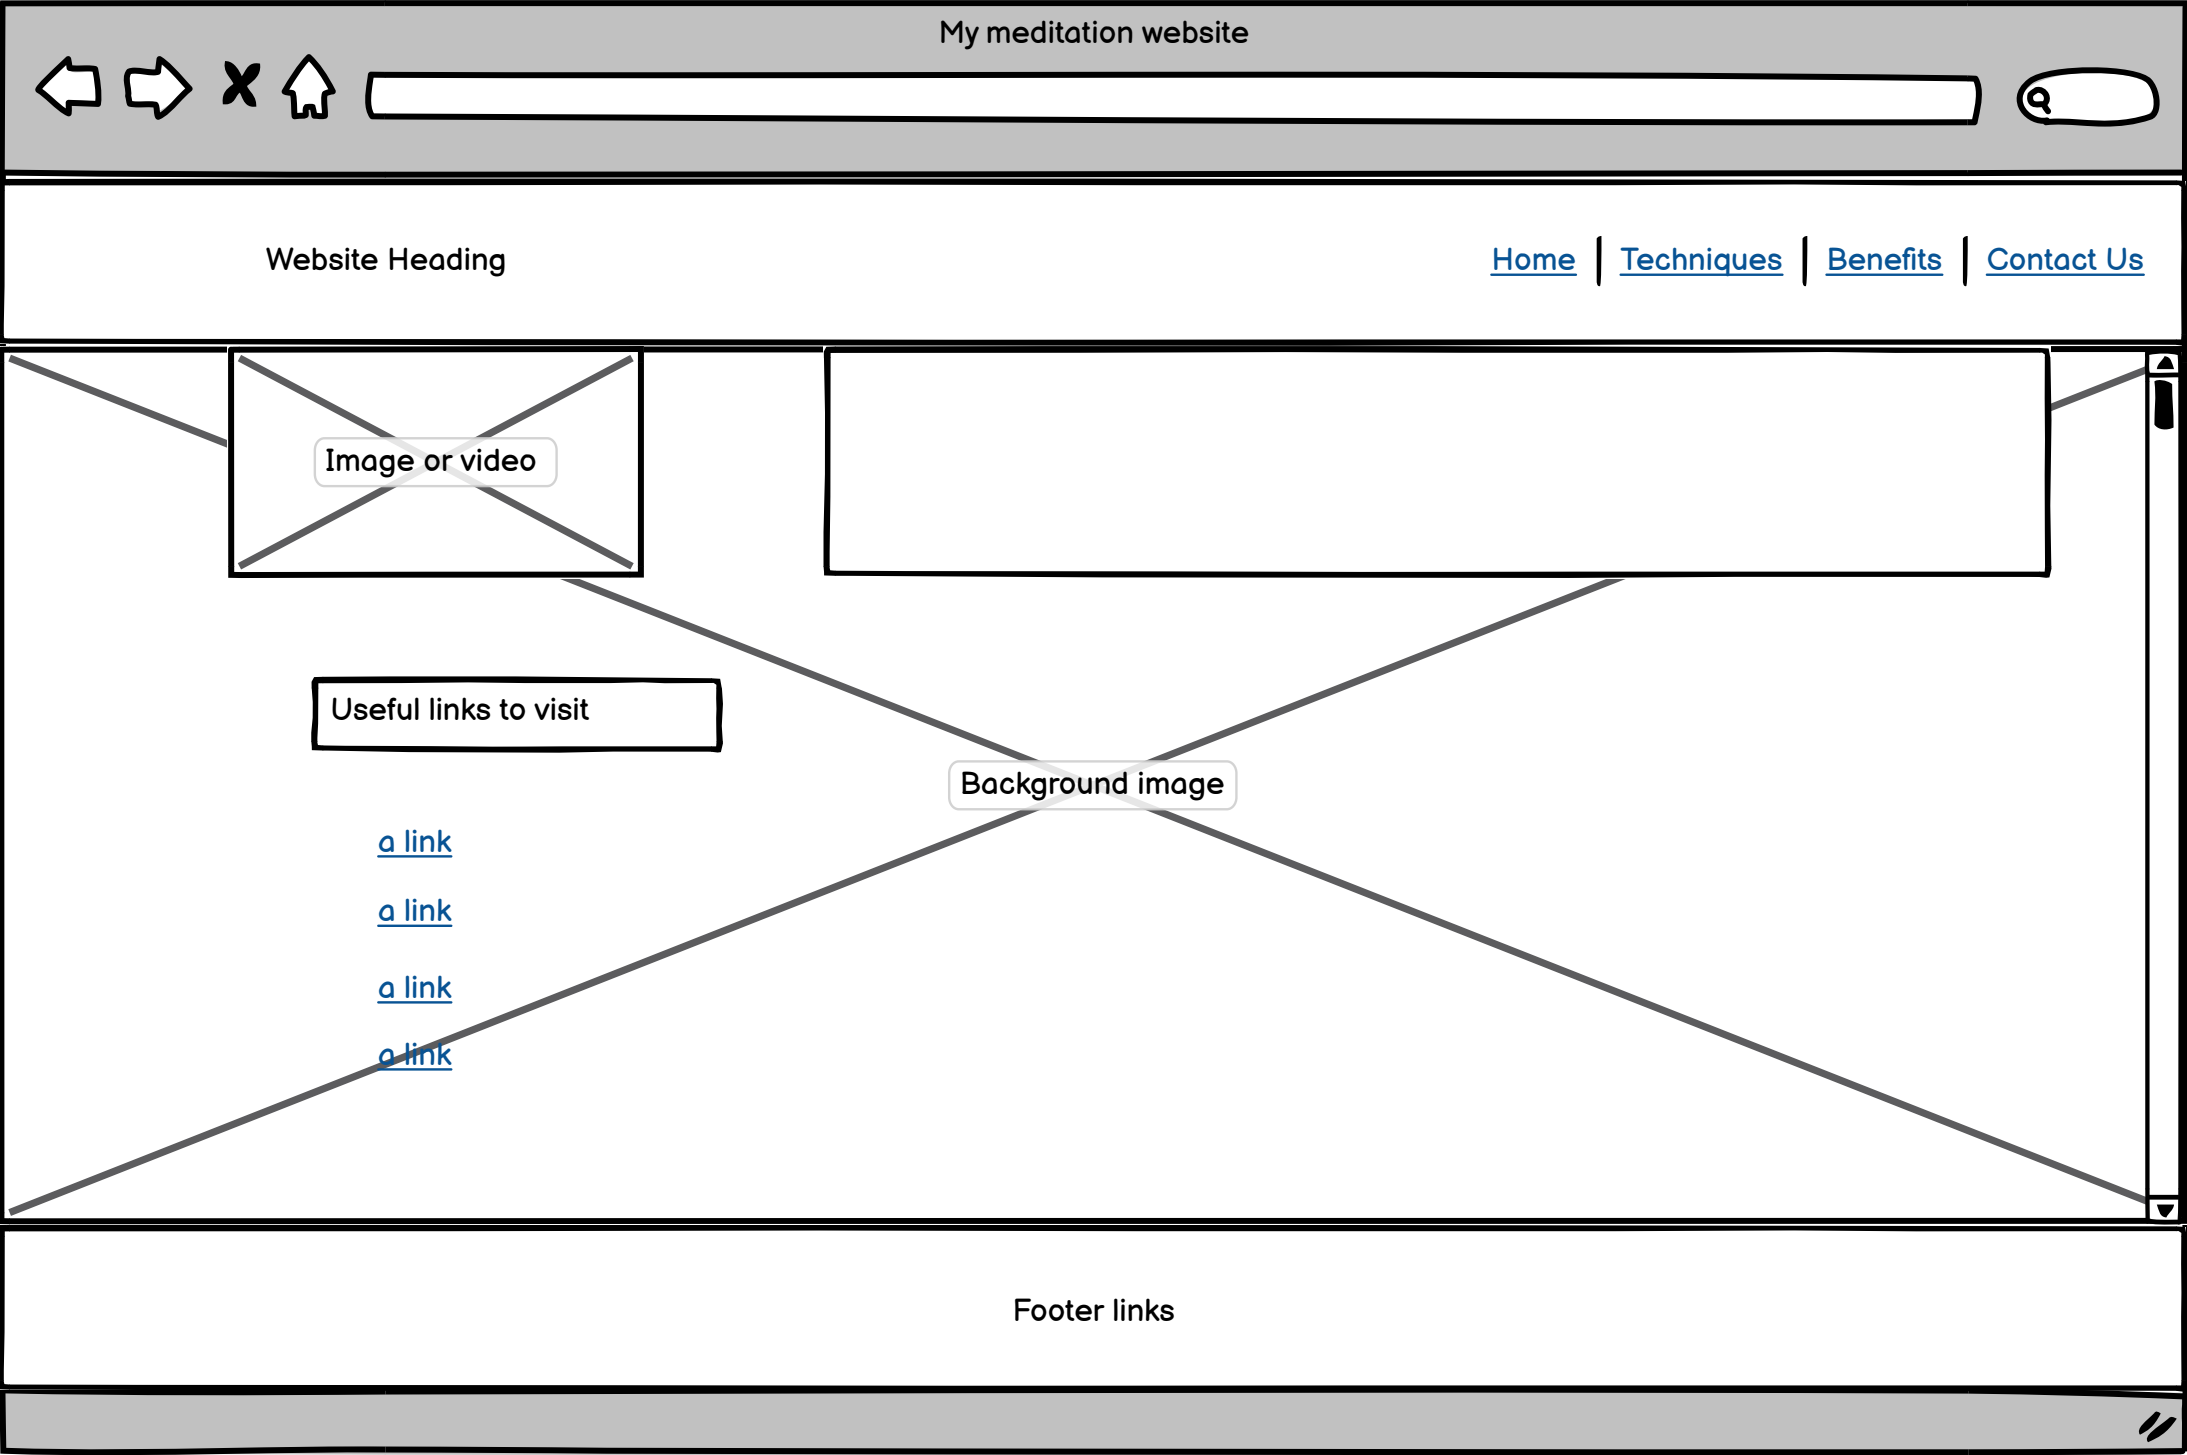 My meditation website
Website Heading
Home
Techniques
Benefits
Contact Us
Image or video
Useful links to visit
Background image
a link
a link
a link
a link
Footer links